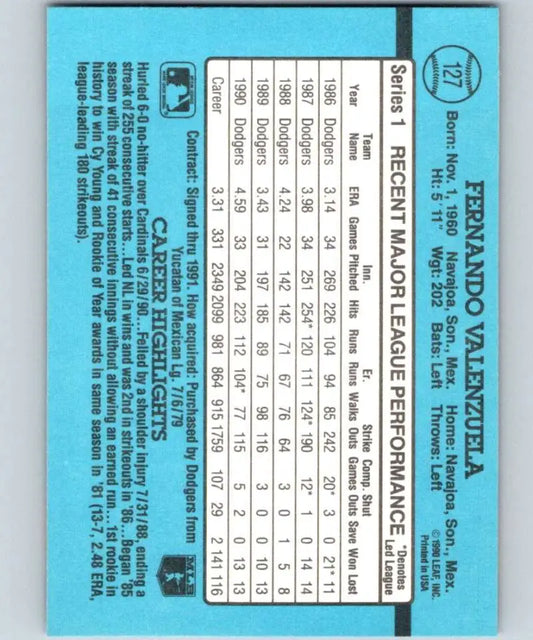 127
FERNANDO VALENZUELA
Born: Nov. 1, 1960 Navajoa, Son., Mex. Home: Navajoa, Son., Mex.
Ht: 5' 11" Wgt: 202 Bats: Left Throws: Left
©1990 LEAF, INC.
Printed in USA
Series 1 RECENT MAJOR LEAGUE PERFORMANCE *Denotes
Led League
Team Inn. Er. Strike Comp. Shut
Year Name ERA Games Pitched Hits Runs Runs Walks Outs Games Outs Save Won Lost
1986 Dodgers 3.14 34 269 226 104 94 85 242 20* 3 0 21* 11
1987 Dodgers 3.98 34 251 254* 120 111 124* 190 12* 1 0 14 14
1988 Dodgers 4.24 22 142 142 71 67 76 64 3 0 1 5 8
1989 Dodgers 3.43 31 197 185 89 75 98 116 3 0 0 10 13
1990 Dodgers 4.59 33 204 223 112 104* 77 115 5 2 0 13 13
Career 3.31 331 2349 2099 981 864 915 1759 107 29 2 141 116
Contract: Signed thru 1991. How acquired: Purchased by Dodgers from
Yucatan of Mexican Lg. 7/6/79
CAREER HIGHLIGHTS
MLB
Hurled 6-0 no-hitter over Cardinals 6/29/90...Felled by a shoulder injury 7/31/88, ending a
streak of 255 consecutive starts...Led NL in wins and was 2nd in strikeouts in '86...Began '85
season with streak of 41 consecutive innings without allowing an earned run...1st rookie in
history to win Cy Young and Rookie of Year awards in same season in '81 (13-7, 2.48 ERA,
league-leading 180 strikeouts).